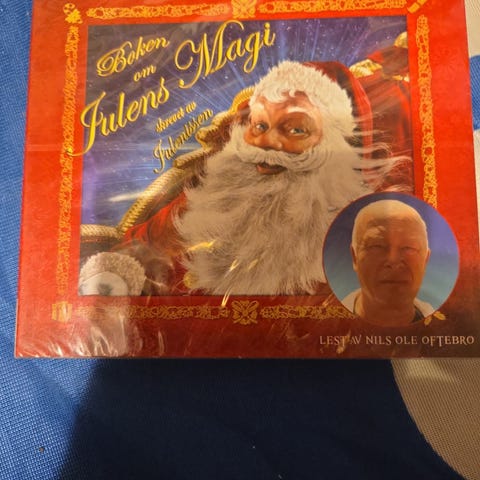 Boken
om
Julens Magi
skrevet av
Julenissen
LEST AV NILS OLE OFTEBRO